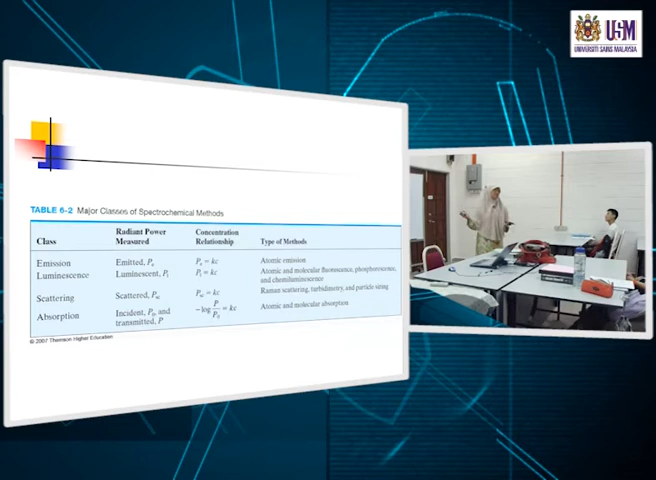 USM
UNIVERSITI SAINS MALAYSIA
TABLE 6-2 Major Classes of Spectrochemical Methods
Class Radiant Power Measured Concentration Relationship Type of Methods
Emission Emitted, Pe Pe = kc Atomic emission
Luminescence Luminescent, Pl Pl = kc Atomic and molecular fluorescence, phosphorescence, and chemiluminescence
Scattering Scattered, Psc Psc = kc Raman scattering, turbidimetry, and particle sizing
Absorption Incident, P0, and transmitted, P −log P/P0 = kc Atomic and molecular absorption
© 2007 Thomson Higher Education